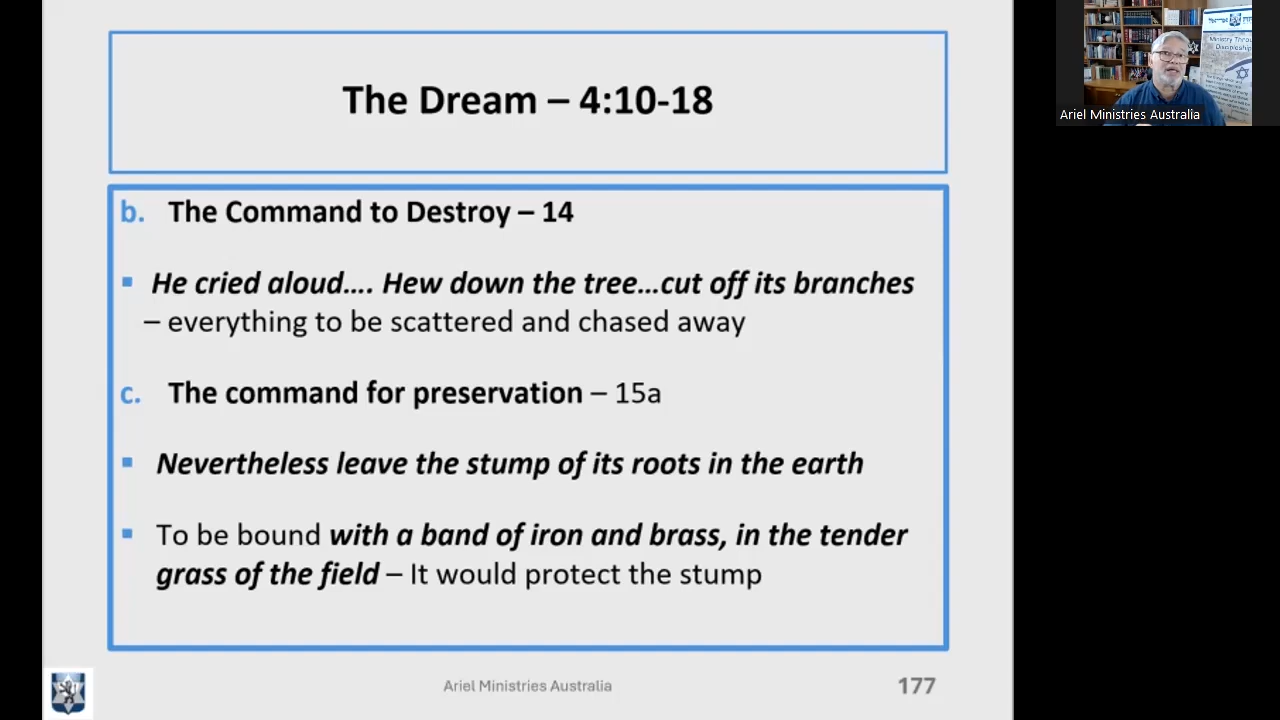 The Dream – 4:10-18
b. The Command to Destroy – 14
▪ He cried aloud…. Hew down the tree…cut off its branches
– everything to be scattered and chased away
c. The command for preservation – 15a
▪ Nevertheless leave the stump of its roots in the earth
▪ To be bound with a band of iron and brass, in the tender
grass of the field – It would protect the stump
Ariel Ministries Australia
177
Ministry Through
Discipleship
Ariel Ministries Australia